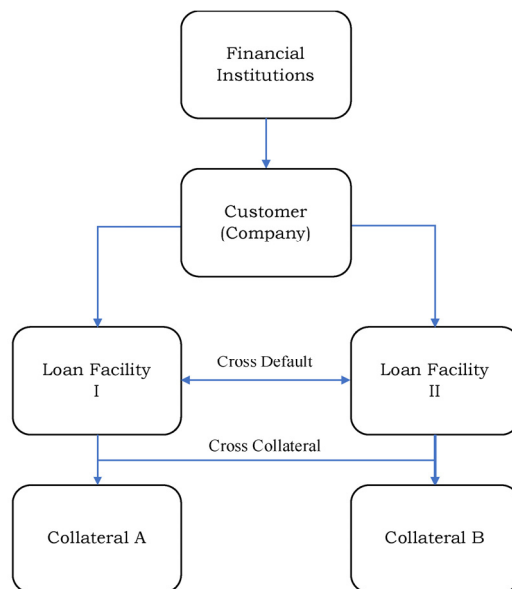 Financial
Institutions
Customer
(Company)
Loan Facility
I
Cross Default
Loan Facility
II
Cross Collateral
Collateral A
Collateral B